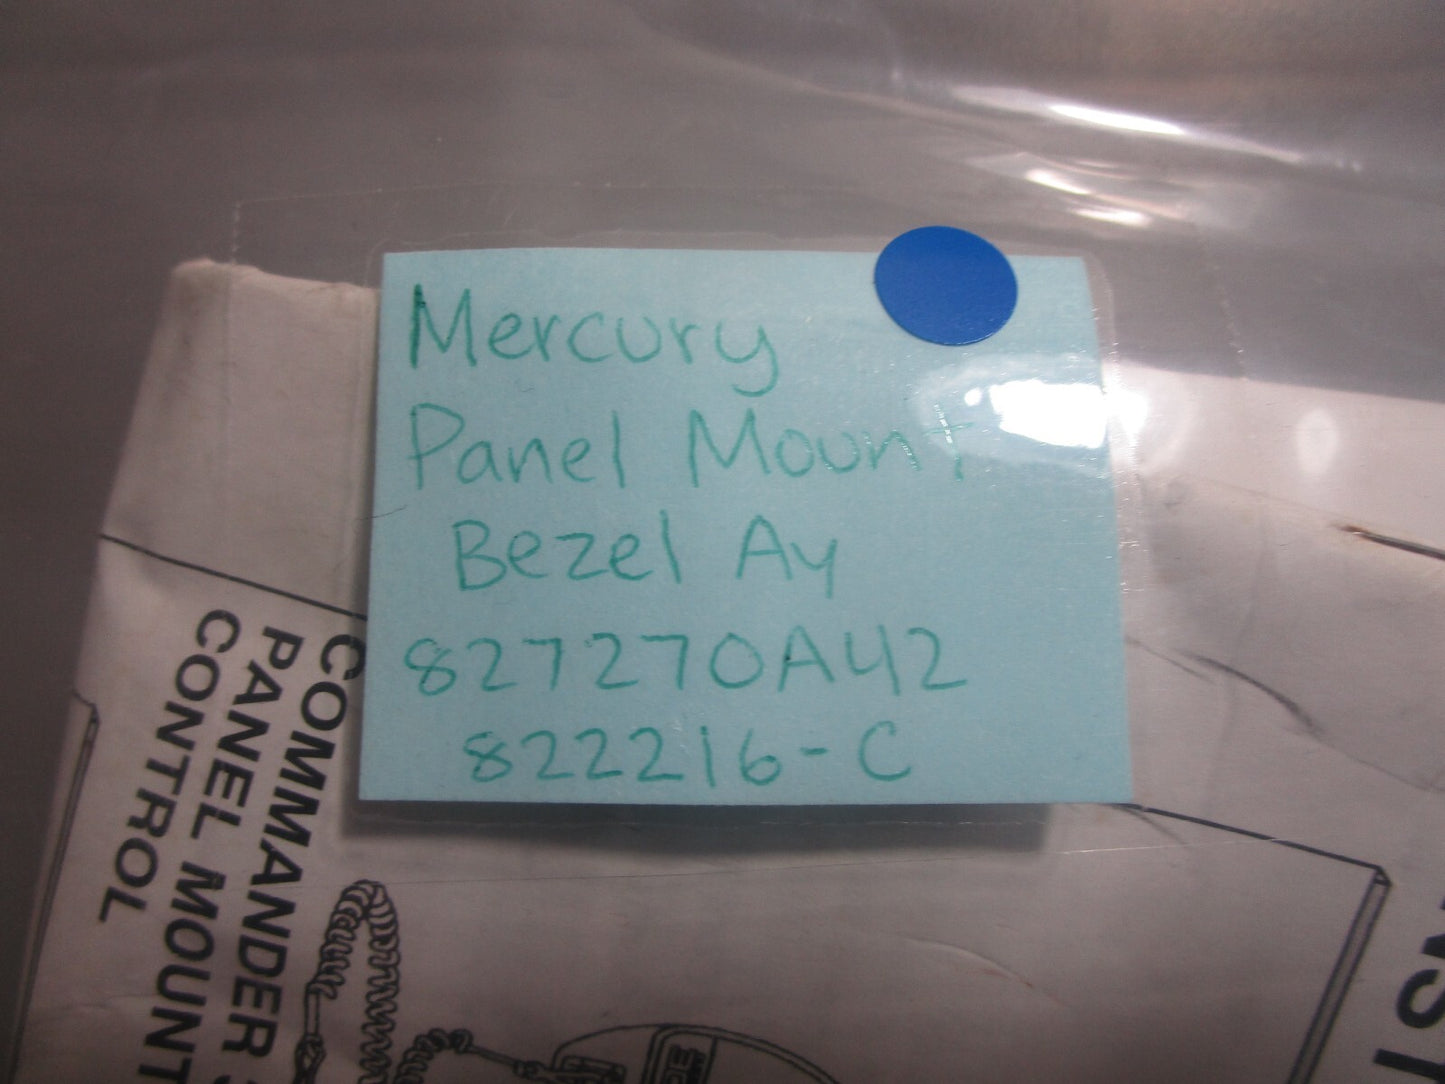 Mercury
Panel Mount
Bezel Ay
827270A42
822216-C
COMMANDER
PANEL MOUNT
CONTROL